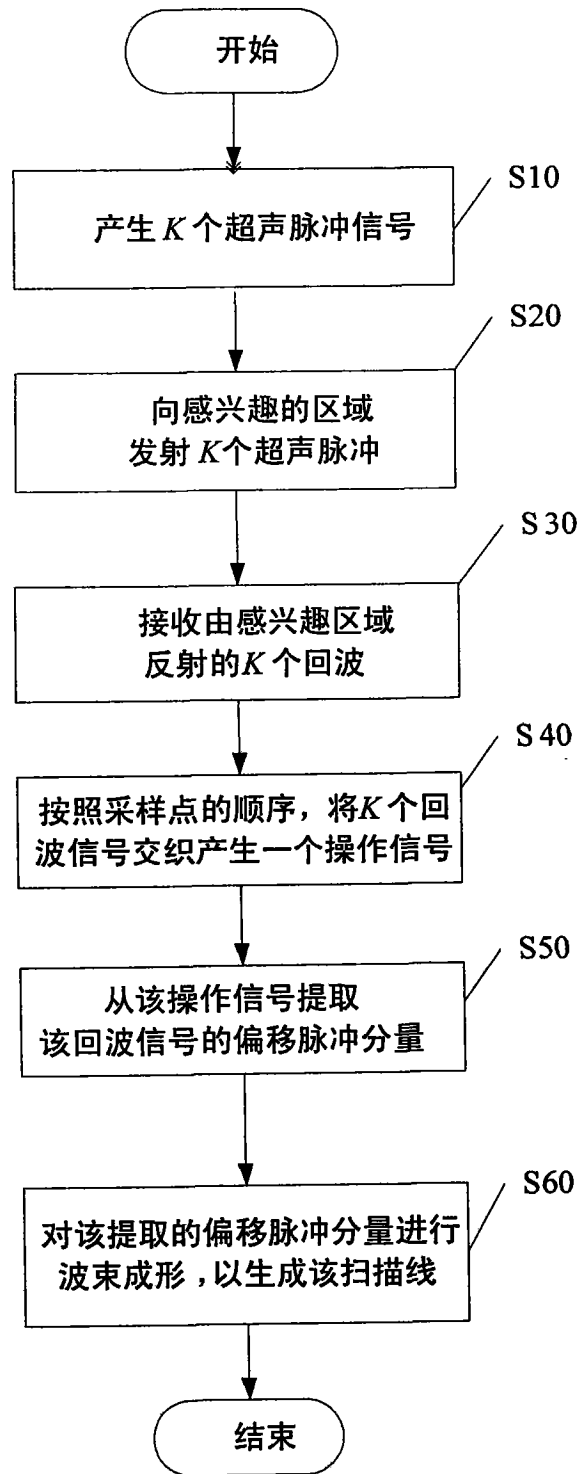 开始
S10
产生K个超声脉冲信号
S20
向感兴趣的区域
发射K个超声脉冲
S30
接收由感兴趣区域
反射的K个回波
S40
按照采样点的顺序，将K个回
波信号交织产生一个操作信号
S50
从该操作信号提取
该回波信号的偏移脉冲分量
S60
对该提取的偏移脉冲分量进行
波束成形，以生成该扫描线
结束